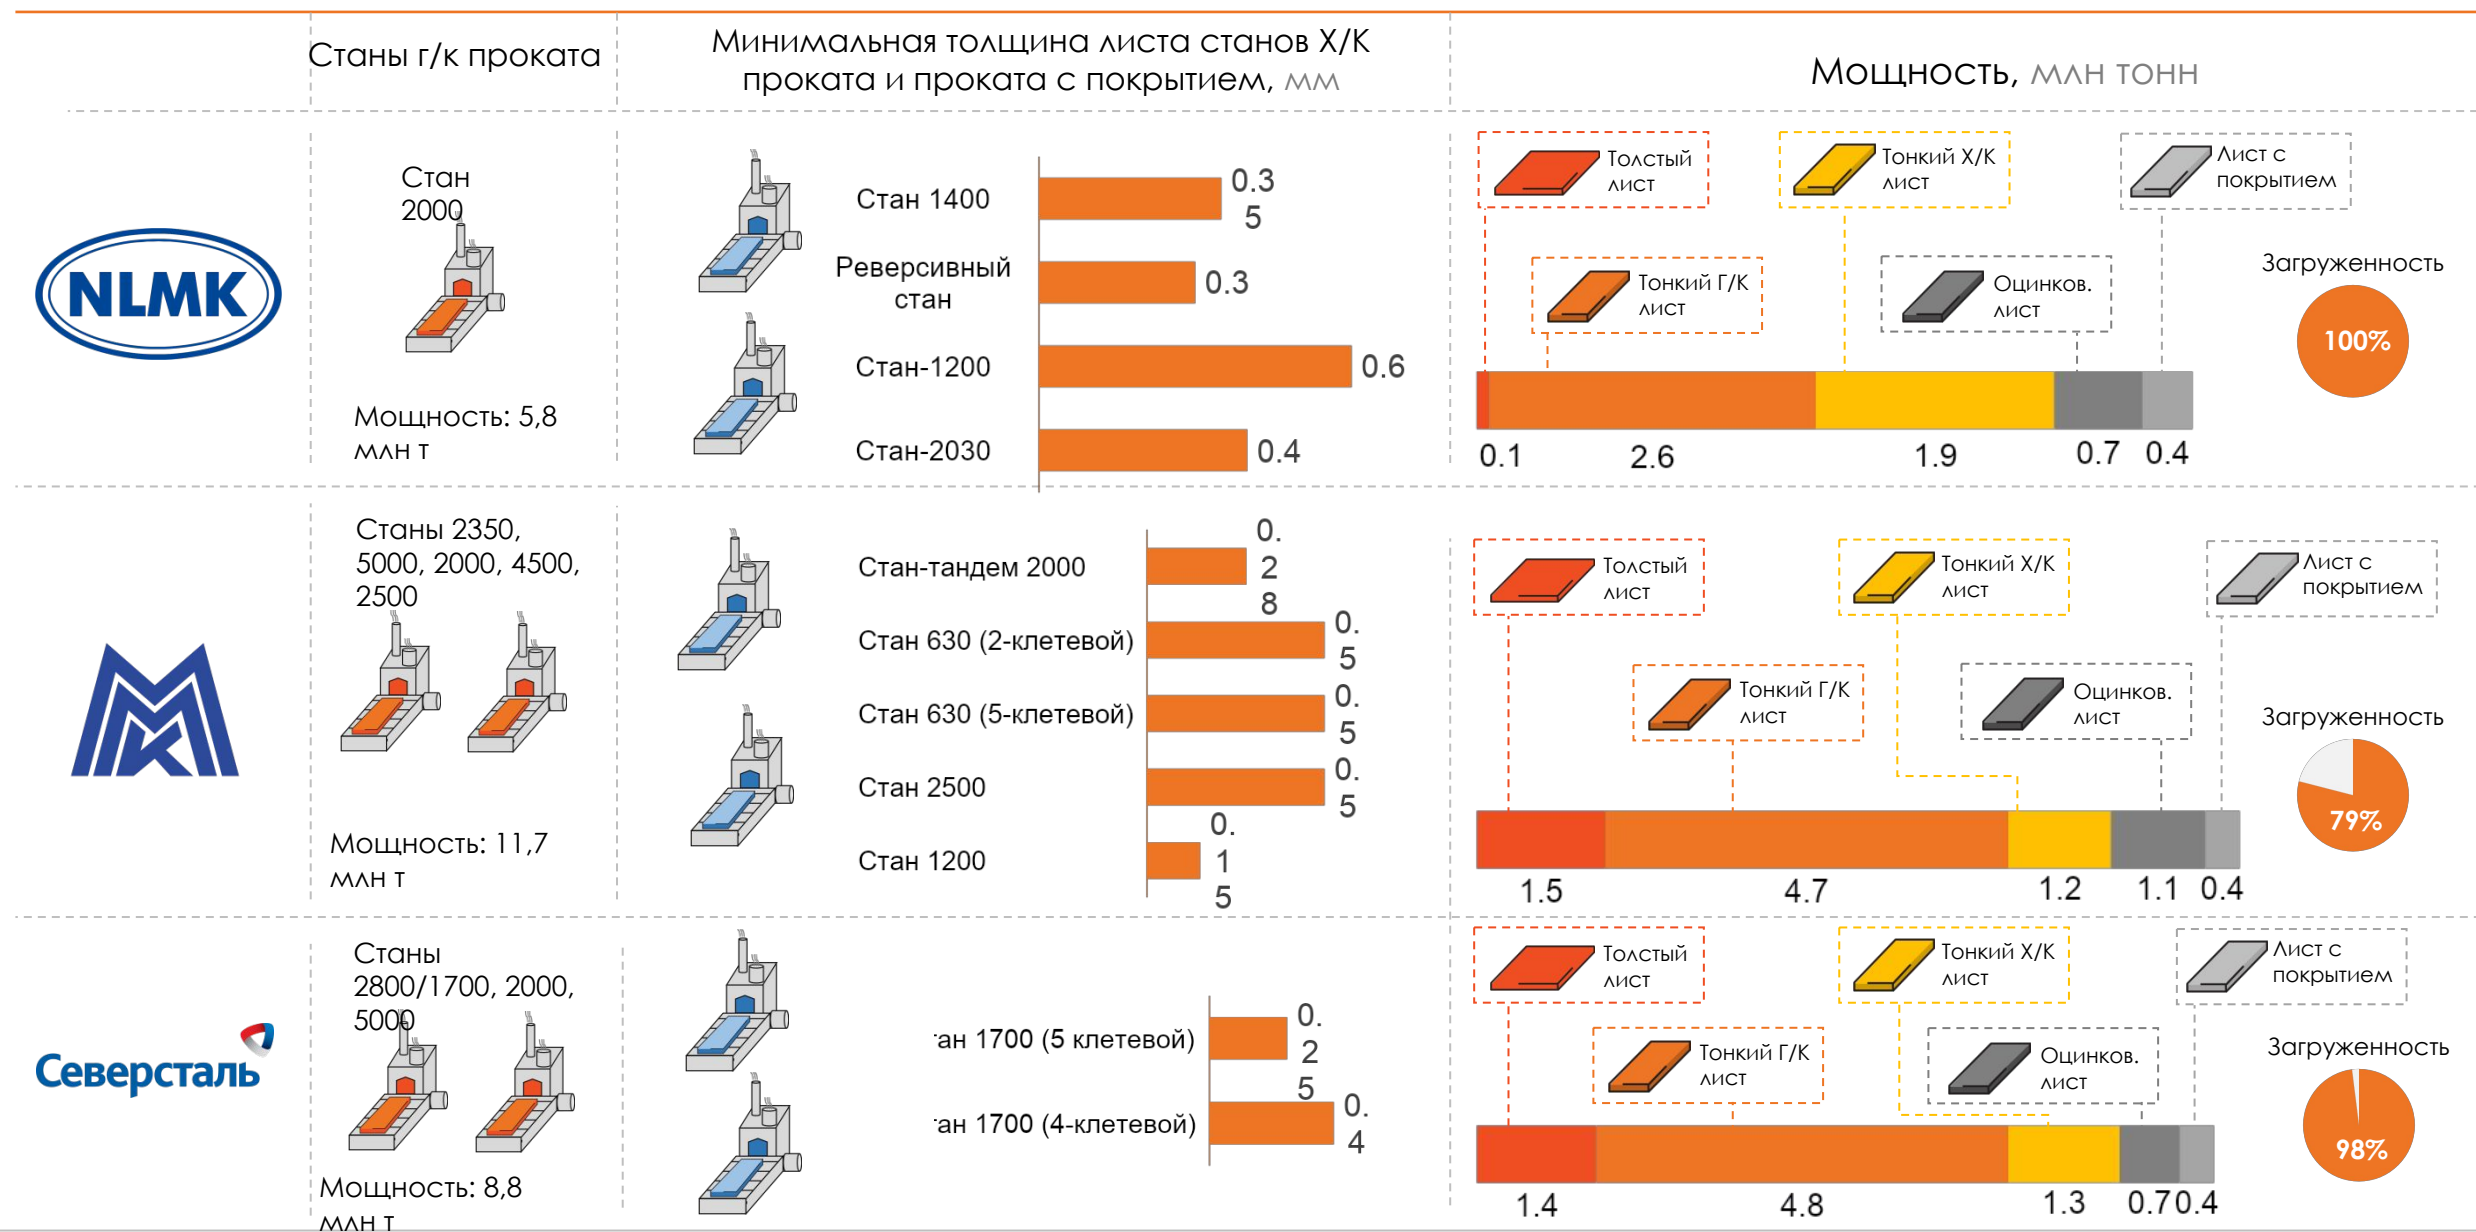 Станы г/к проката
Минимальная толщина листа станов Х/К
проката и проката с покрытием, мм
Мощность, млн тонн
NLMK
Стан
2000
Мощность: 5,8
млн т
Стан 1400
0.3
5
Реверсивный
стан
0.3
Стан-1200
0.6
Стан-2030
0.4
Толстый
лист
Тонкий Х/К
лист
Лист с
покрытием
Тонкий Г/К
лист
Оцинков.
лист
0.1
2.6
1.9
0.7
0.4
Загруженность
100%
ММК
Станы 2350,
5000, 2000, 4500,
2500
Мощность: 11,7
млн т
Стан-тандем 2000
0.
2
8
Стан 630 (2-клетевой)
0.
5
Стан 630 (5-клетевой)
0.
5
Стан 2500
0.
5
Стан 1200
0.
1
5
Толстый
лист
Тонкий Х/К
лист
Лист с
покрытием
Тонкий Г/К
лист
Оцинков.
лист
1.5
4.7
1.2
1.1
0.4
Загруженность
79%
Северсталь
Станы
2800/1700, 2000,
5000
Мощность: 8,8
млн т
ан 1700 (5 клетевой)
0.
2
5
ан 1700 (4-клетевой)
0.
4
Толстый
лист
Тонкий Х/К
лист
Лист с
покрытием
Тонкий Г/К
лист
Оцинков.
лист
1.4
4.8
1.3
0.7
0.4
Загруженность
98%